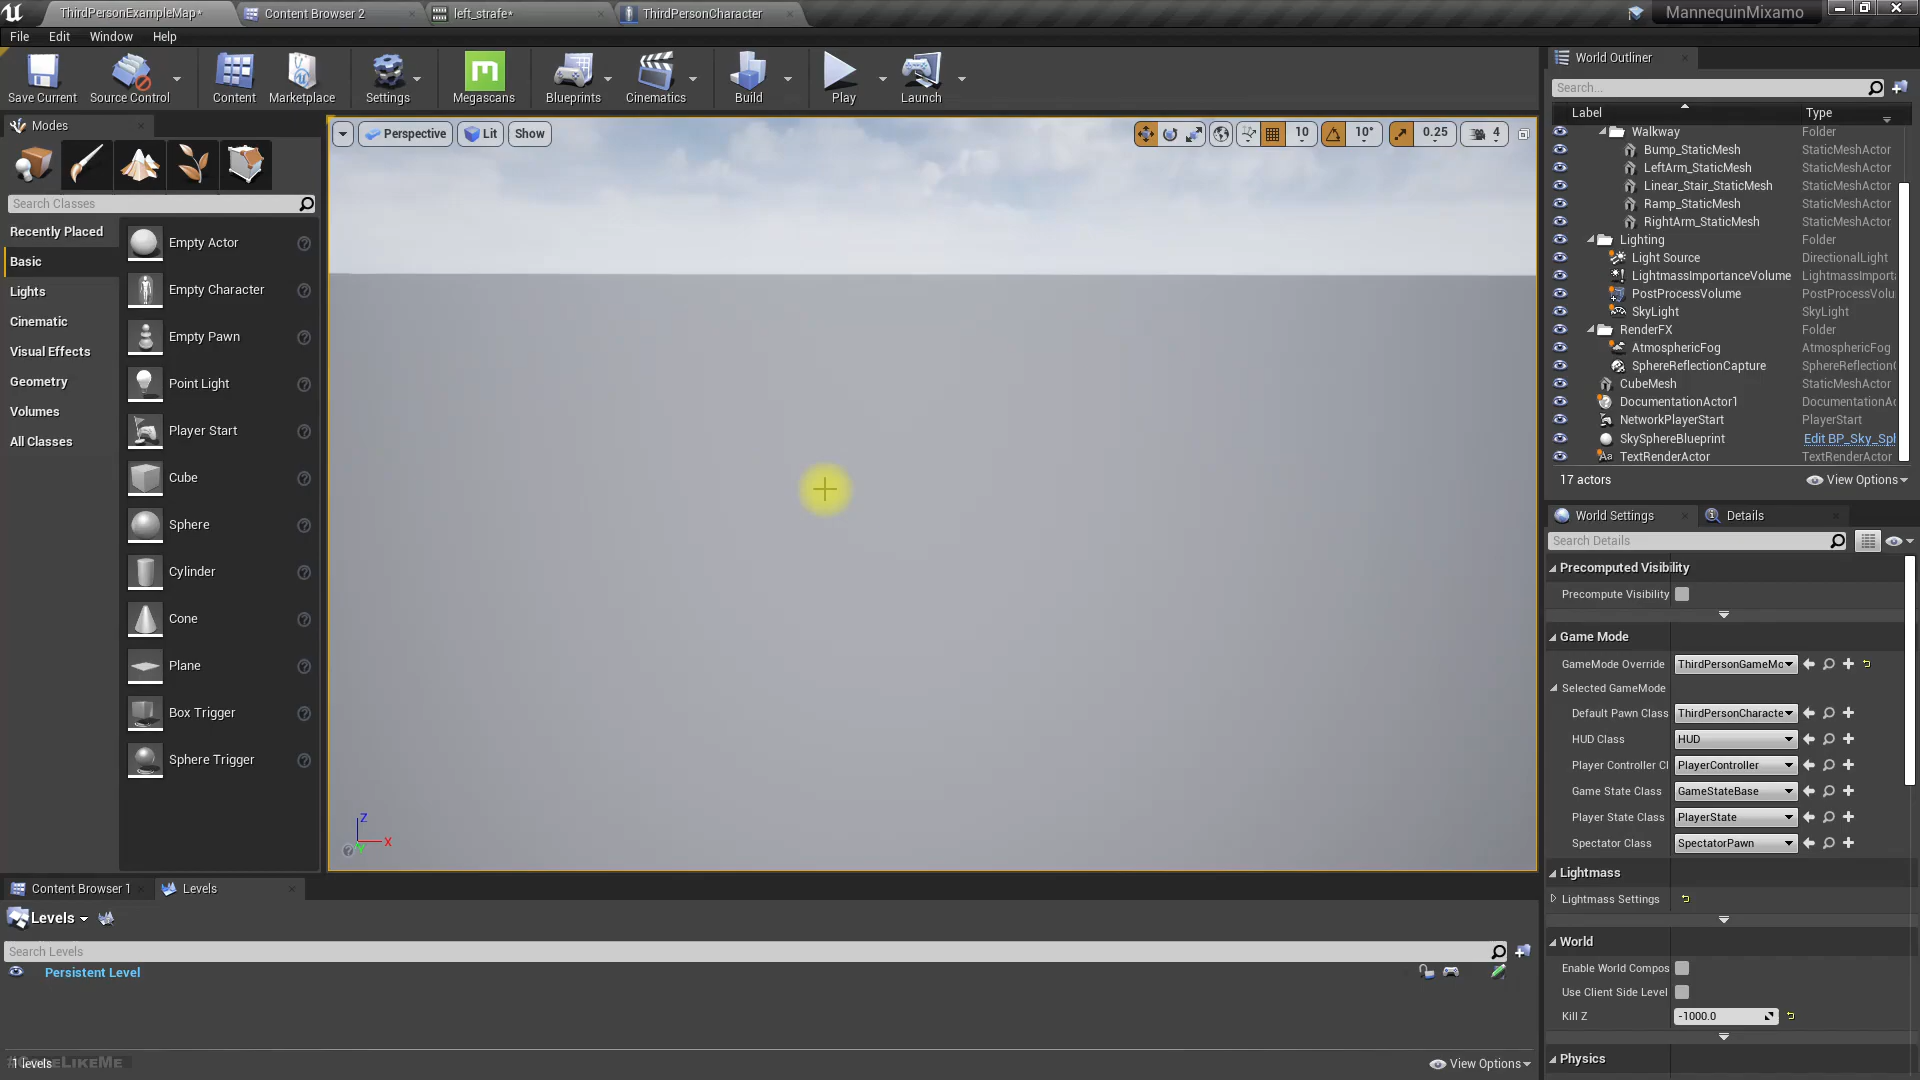 ThirdPersonExampleMap*
Content Browser 2
left_strafe*
ThirdPersonCharacter
MannequinMixamo
File
Edit
Window
Help
Save Current
Source Control
Content
Marketplace
Settings
Megascans
Blueprints
Cinematics
Build
Play
Launch
Modes
Search Classes
Recently Placed
Basic
Lights
Cinematic
Visual Effects
Geometry
Volumes
All Classes
Empty Actor
Empty Character
Empty Pawn
Point Light
Player Start
Cube
Sphere
Cylinder
Cone
Plane
Box Trigger
Sphere Trigger
Perspective
Lit
Show
10
10°
0.25
4
Z
X
Y
World Outliner
Search...
Label
Type
Walkway
Folder
Bump_StaticMesh
StaticMeshActor
LeftArm_StaticMesh
StaticMeshActor
Linear_Stair_StaticMesh
StaticMeshActor
Ramp_StaticMesh
StaticMeshActor
RightArm_StaticMesh
StaticMeshActor
Lighting
Folder
Light Source
DirectionalLight
LightmassImportanceVolume
LightmassImporta
PostProcessVolume
PostProcessVolu
SkyLight
SkyLight
RenderFX
Folder
AtmosphericFog
AtmosphericFog
SphereReflectionCapture
SphereReflectionC
CubeMesh
StaticMeshActor
DocumentationActor1
DocumentationAc
NetworkPlayerStart
PlayerStart
SkySphereBlueprint
Edit BP_Sky_Sph
TextRenderActor
TextRenderActor
17 actors
View Options
World Settings
Details
Search Details
Precomputed Visibility
Precompute Visibility
Game Mode
GameMode Override
ThirdPersonGameMo
Selected GameMode
Default Pawn Class
ThirdPersonCharacte
HUD Class
HUD
Player Controller Cl
PlayerController
Game State Class
GameStateBase
Player State Class
PlayerState
Spectator Class
SpectatorPawn
Lightmass
Lightmass Settings
World
Enable World Compos
Use Client Side Level
Kill Z
-1000.0
Physics
Content Browser 1
Levels
Levels
Search Levels
Persistent Level
1 levels
View Options